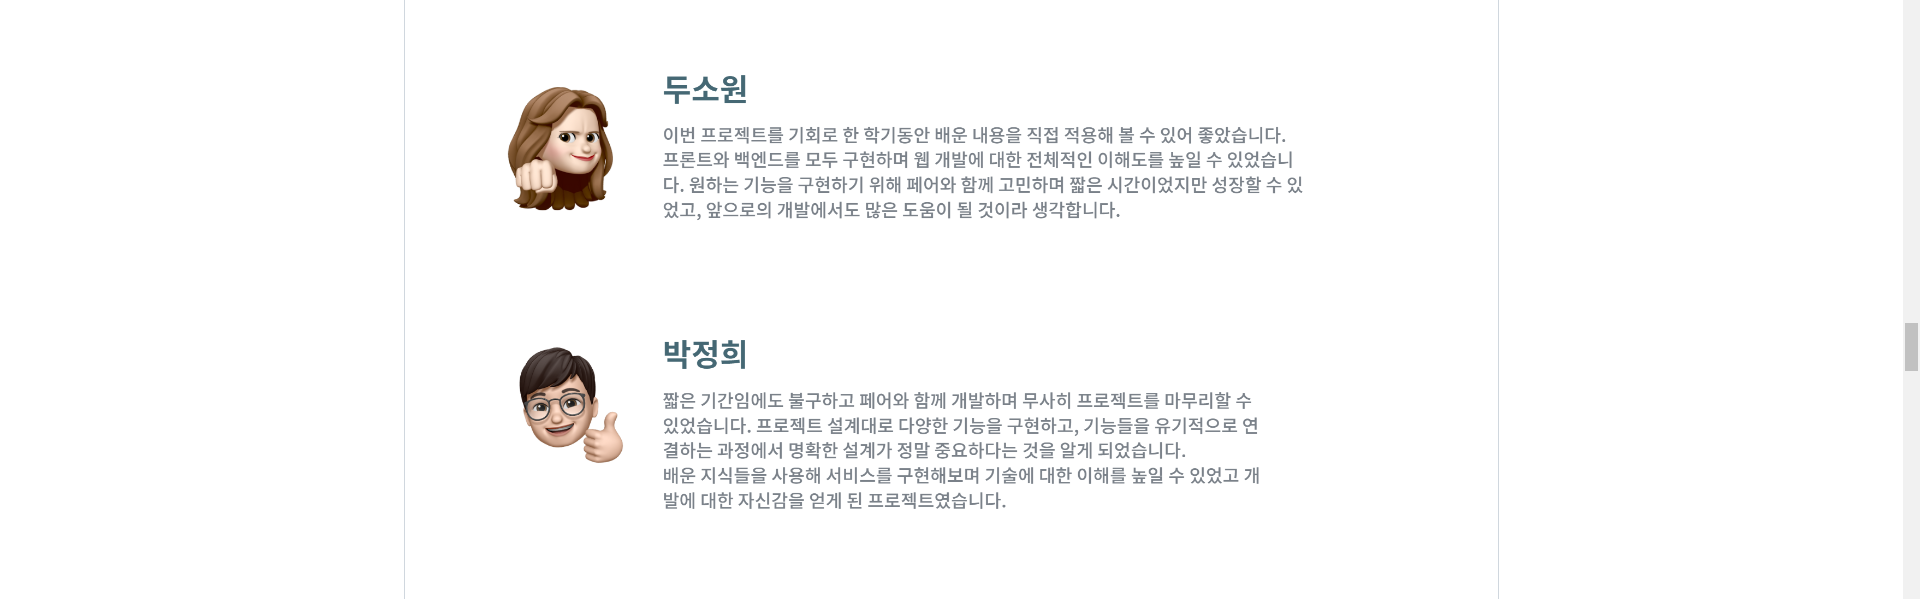 두소원
이번 프로젝트를 기회로 한 학기동안 배운 내용을 직접 적용해 볼 수 있어 좋았습니다.
프론트와 백엔드를 모두 구현하며 웹 개발에 대한 전체적인 이해도를 높일 수 있었습니
다. 원하는 기능을 구현하기 위해 페어와 함께 고민하며 짧은 시간이었지만 성장할 수 있
었고, 앞으로의 개발에서도 많은 도움이 될 것이라 생각합니다.
박정희
짧은 기간임에도 불구하고 페어와 함께 개발하며 무사히 프로젝트를 마무리할 수
있었습니다. 프로젝트 설계대로 다양한 기능을 구현하고, 기능들을 유기적으로 연
결하는 과정에서 명확한 설계가 정말 중요하다는 것을 알게 되었습니다.
배운 지식들을 사용해 서비스를 구현해보며 기술에 대한 이해를 높일 수 있었고 개
발에 대한 자신감을 얻게 된 프로젝트였습니다.